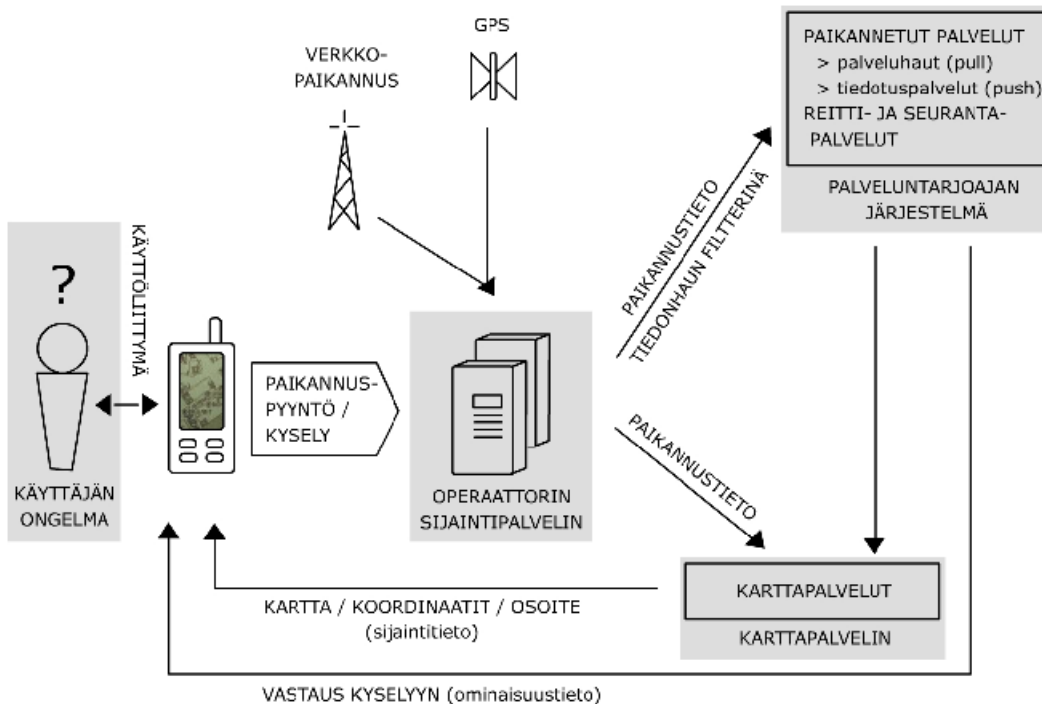 GPS
VERKKO-
PAIKANNUS
PAIKANNETUT PALVELUT
> palveluhaut (pull)
> tiedotuspalvelut (push)
REITTI- JA SEURANTA-
PALVELUT
PALVELUNTARJOAJAN
JÄRJESTELMÄ
PAIKANNUSTIETO
TIEDONHAUN FILTTERINÄ
KÄYTTÖLIITTYMÄ
?
KÄYTTÄJÄN
ONGELMA
PAIKANNUS-
PYYNTÖ /
KYSELY
OPERAATTORIN
SIJAINTIPALVELIN
PAIKANNUSTIETO
KARTTAPALVELUT
KARTTAPALVELIN
KARTTA / KOORDINAATIT / OSOITE
(sijaintitieto)
VASTAUS KYSELYYN (ominaisuustieto)